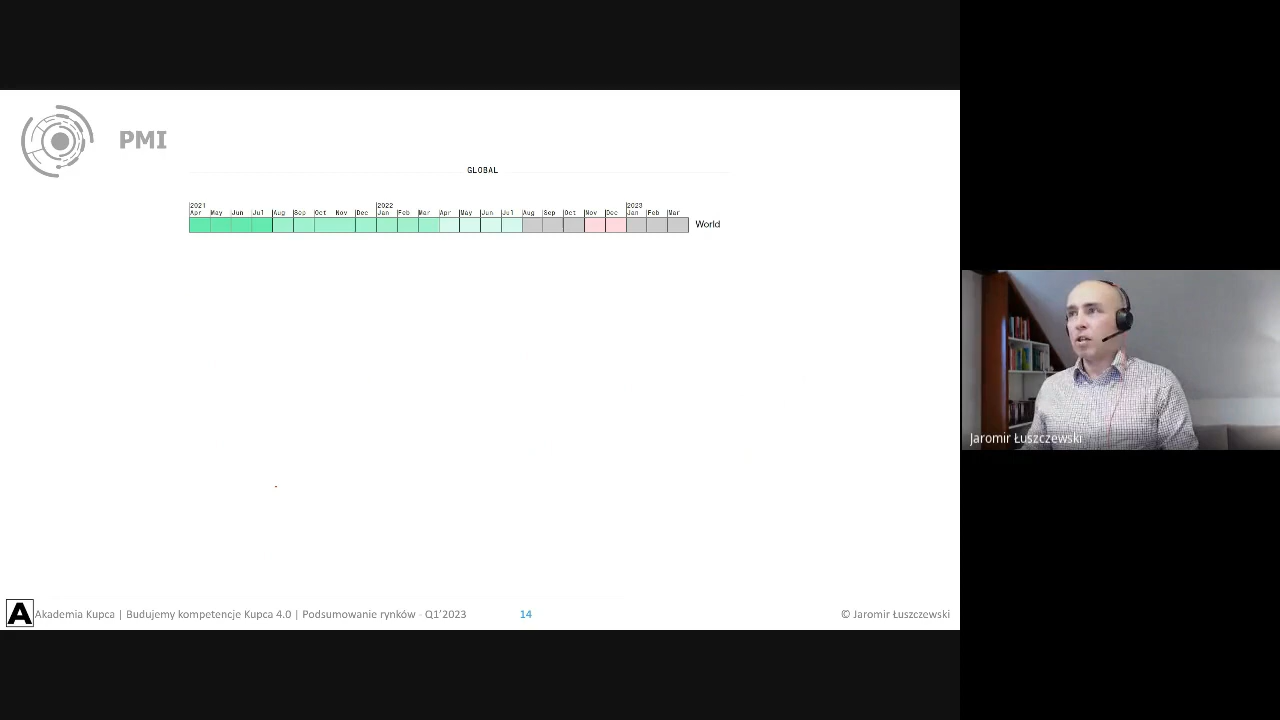 PMI
GLOBAL
2021 2022 2023
Apr May Jun Jul Aug Sep Oct Nov Dec Jan Feb Mar Apr May Jun Jul Aug Sep Oct Nov Dec Jan Feb Mar
World
Jaromir Łuszczewski
A Akademia Kupca | Budujemy kompetencje Kupca 4.0 | Podsumowanie rynków - Q1'2023 14 © Jaromir Łuszczewski